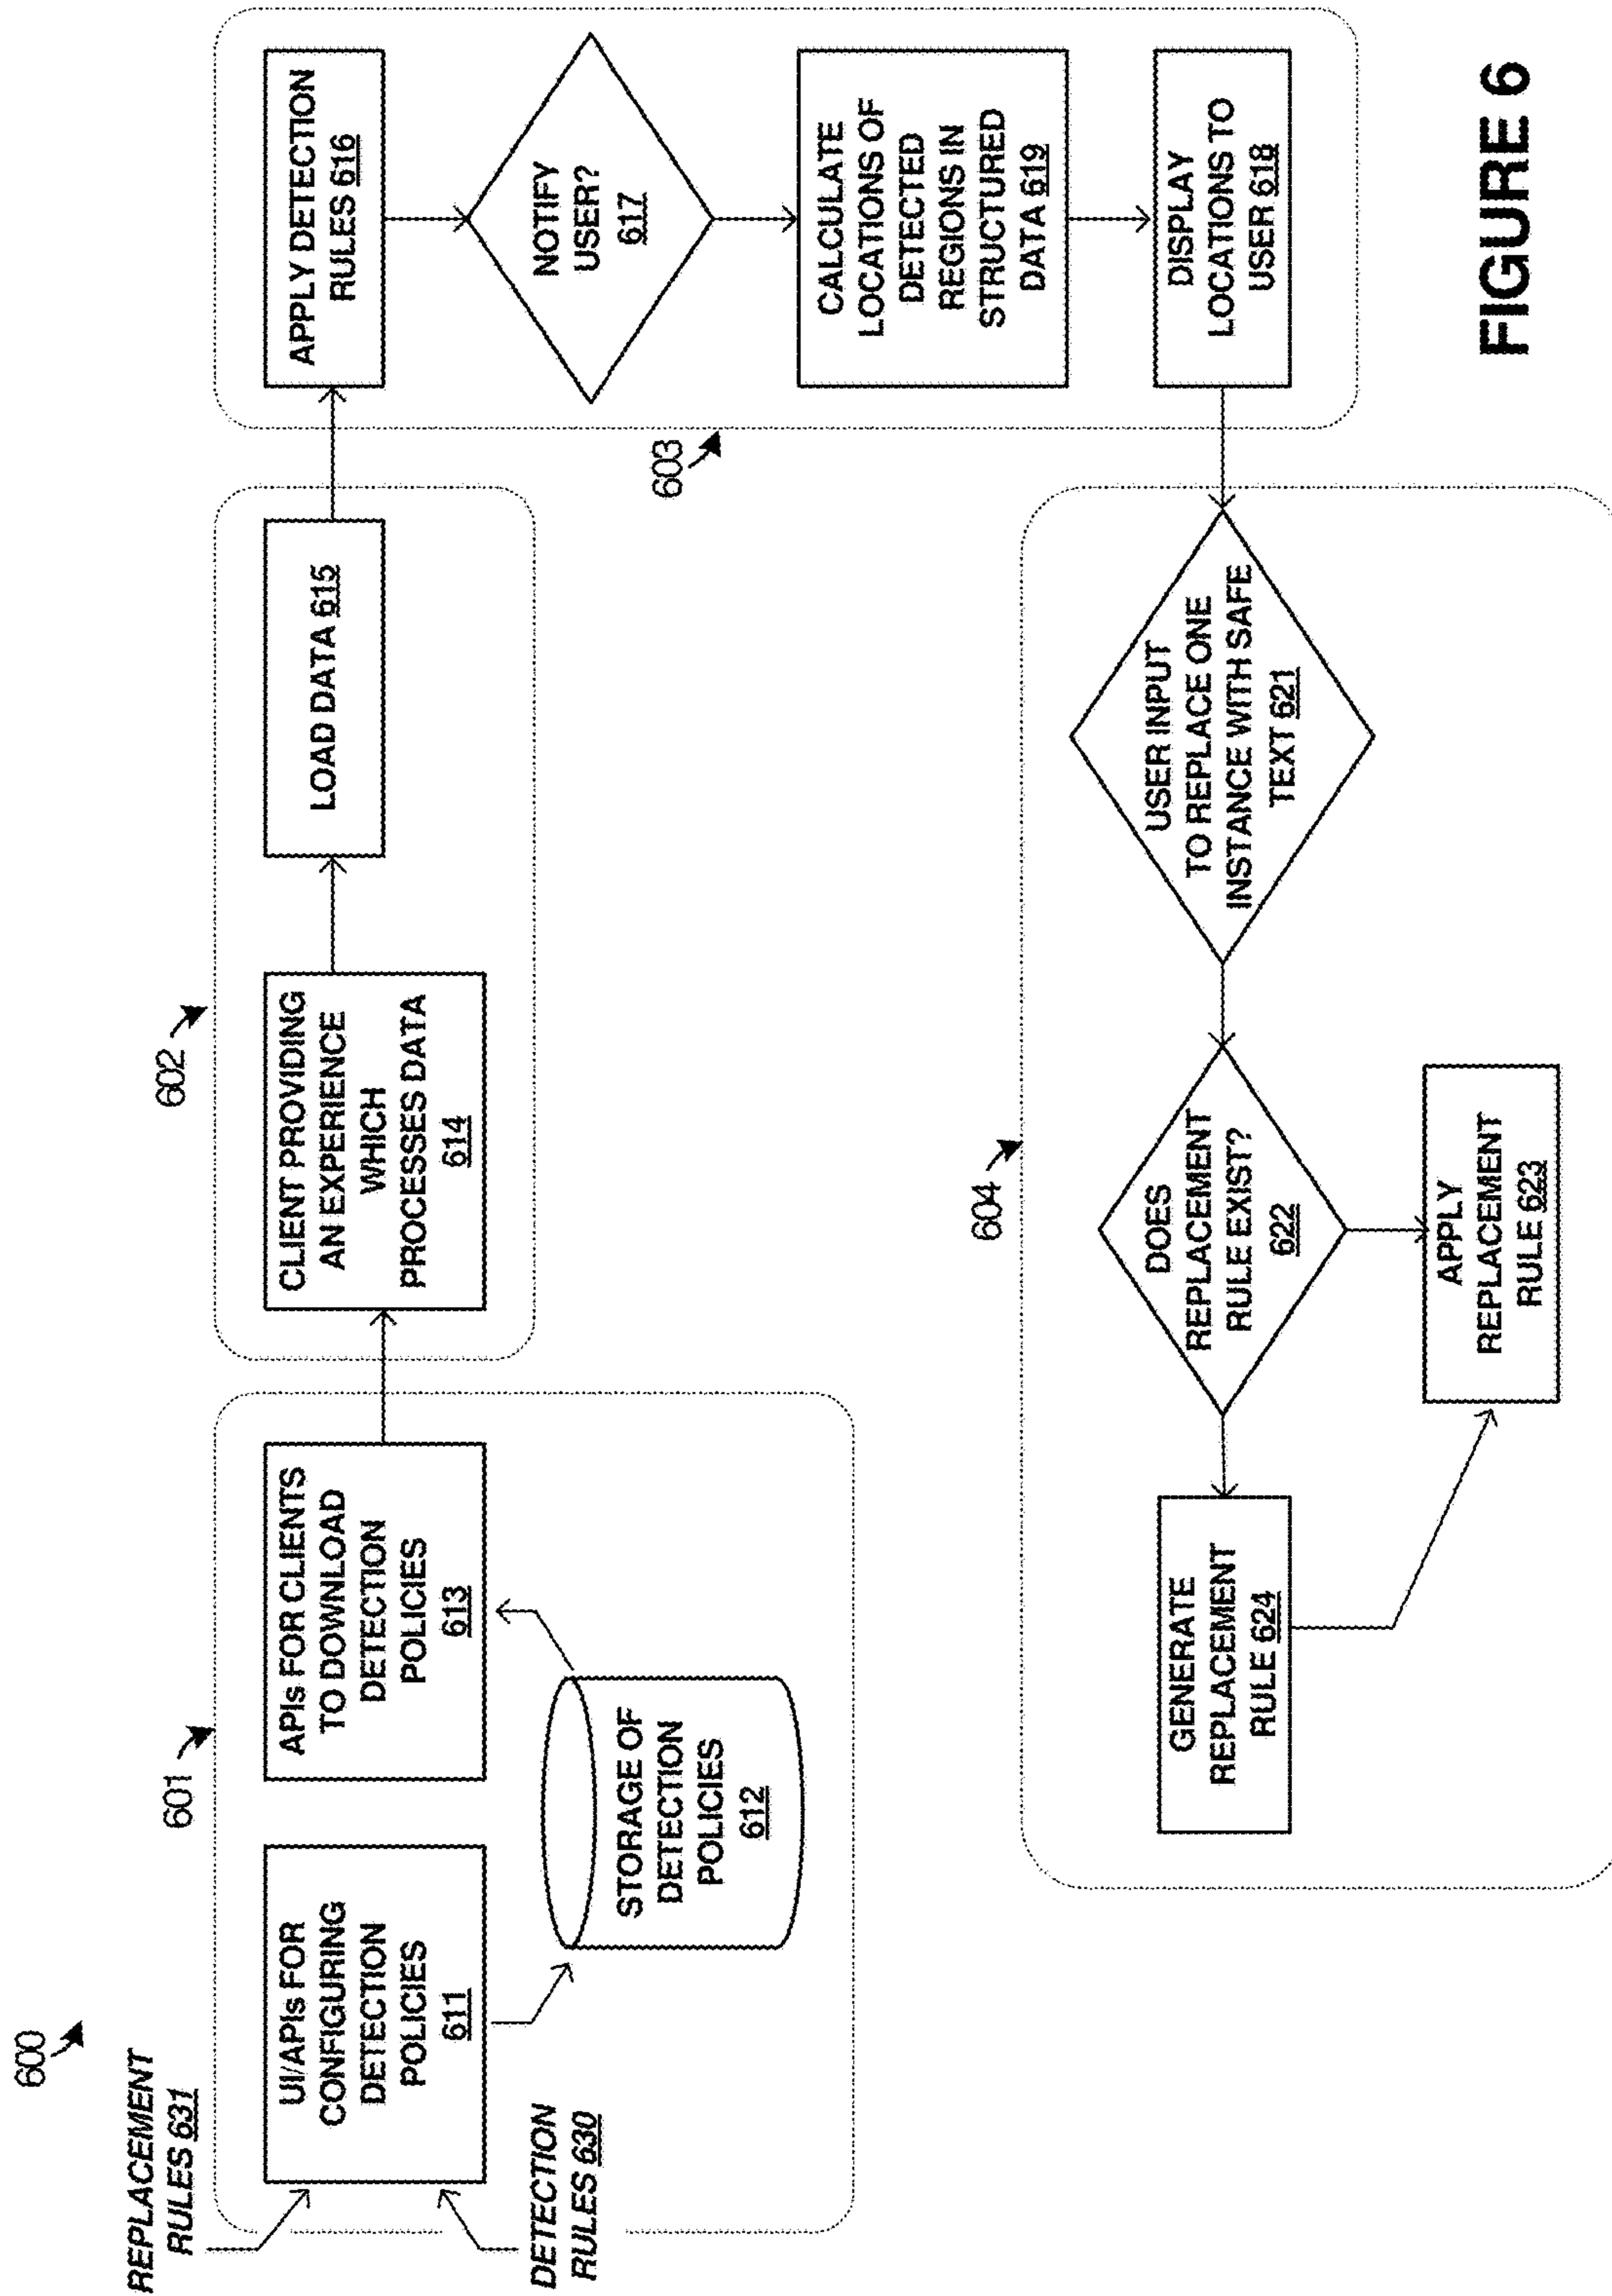 600
REPLACEMENT
RULES 631
DETECTION
RULES 630
601
UI/APIs FOR
CONFIGURING
DETECTION
POLICIES
611
STORAGE OF
DETECTION
POLICIES
612
APIs FOR CLIENTS
TO DOWNLOAD
DETECTION
POLICIES
613
602
CLIENT PROVIDING
AN EXPERIENCE
WHICH
PROCESSES DATA
614
LOAD DATA 615
603
APPLY DETECTION
RULES 616
NOTIFY
USER?
617
CALCULATE
LOCATIONS OF
DETECTED
REGIONS IN
STRUCTURED
DATA 619
DISPLAY
LOCATIONS TO
USER 618
604
USER INPUT
TO REPLACE ONE
INSTANCE WITH SAFE
TEXT 621
DOES
REPLACEMENT
RULE EXIST?
622
APPLY
REPLACEMENT
RULE 623
GENERATE
REPLACEMENT
RULE 624
FIGURE 6